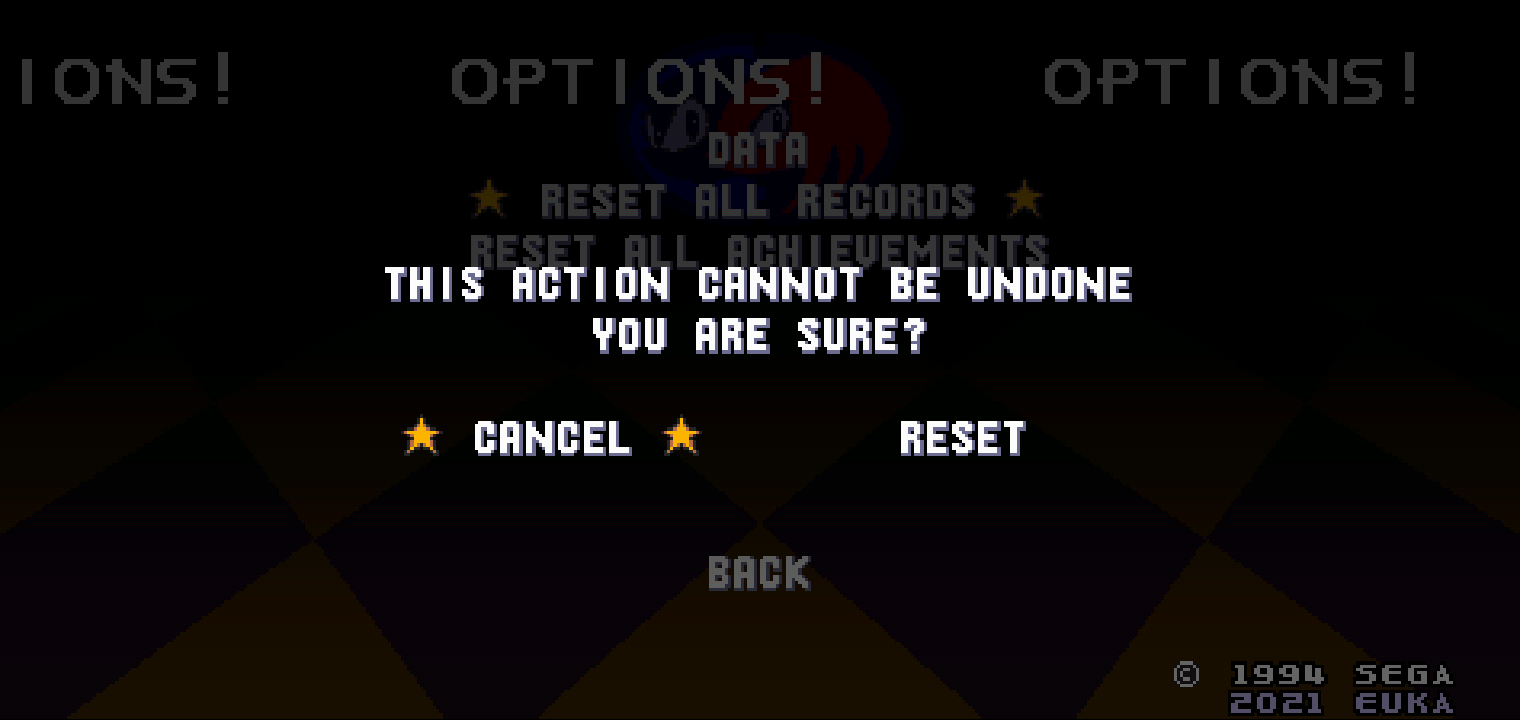 IONS! OPTIONS! OPTIONS!
DATA
RESET ALL RECORDS
RESET ALL ACHIEVEMENTS
THIS ACTION CANNOT BE UNDONE
YOU ARE SURE?
CANCEL RESET
BACK
© 1994 SEGA
2021 EUKA